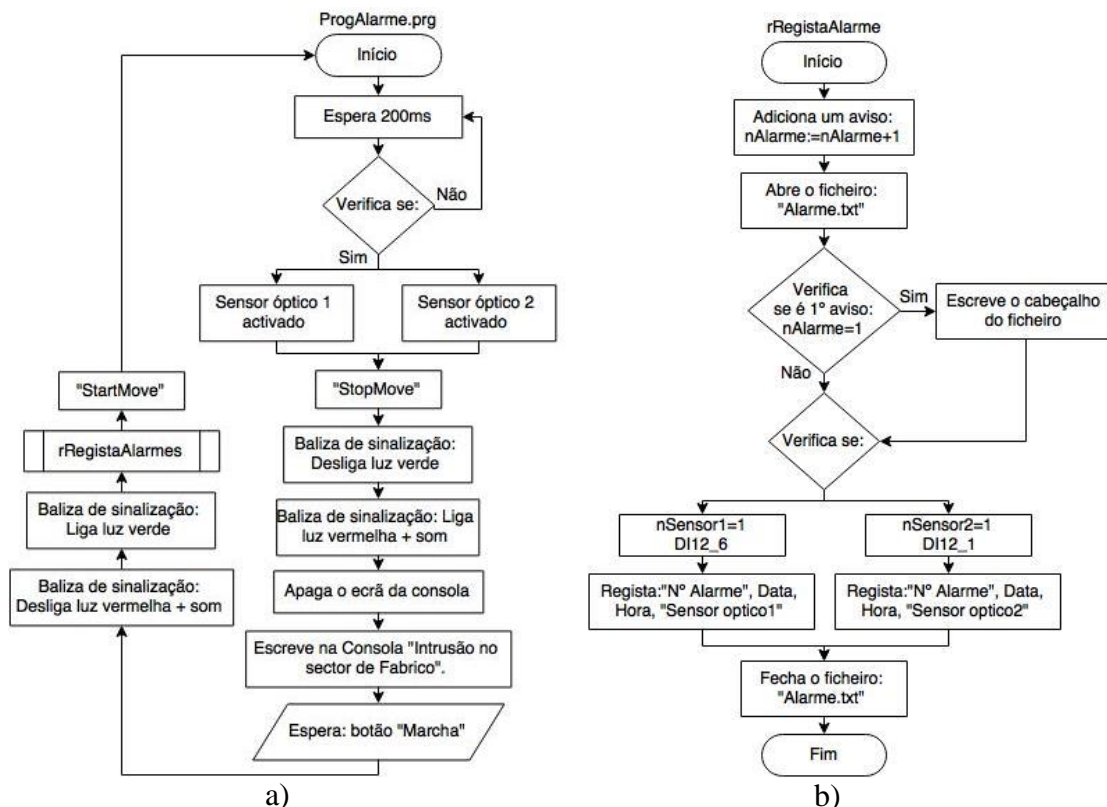 ProgAlarme.prg
Início
Espera 200ms
Não
Verifica se:
Sim
Sensor óptico 1
activado
Sensor óptico 2
activado
"StopMove"
Baliza de sinalização:
Desliga luz verde
Baliza de sinalização: Liga
luz vermelha + som
Apaga o ecrã da consola
Escreve na Consola "Intrusão no
sector de Fabrico".
Espera: botão "Marcha"
Baliza de sinalização:
Desliga luz vermelha + som
Baliza de sinalização:
Liga luz verde
rRegistaAlarmes
"StartMove"
a)
rRegistaAlarme
Início
Adiciona um aviso:
nAlarme:=nAlarme+1
Abre o ficheiro:
"Alarme.txt"
Verifica
se é 1º aviso:
nAlarme=1
Sim
Escreve o cabeçalho
do ficheiro
Não
Verifica se:
nSensor1=1
DI12_6
nSensor2=1
DI12_1
Regista:"Nº Alarme", Data,
Hora, "Sensor optico1"
Regista:"Nº Alarme", Data,
Hora, "Sensor optico2"
Fecha o ficheiro:
"Alarme.txt"
Fim
b)